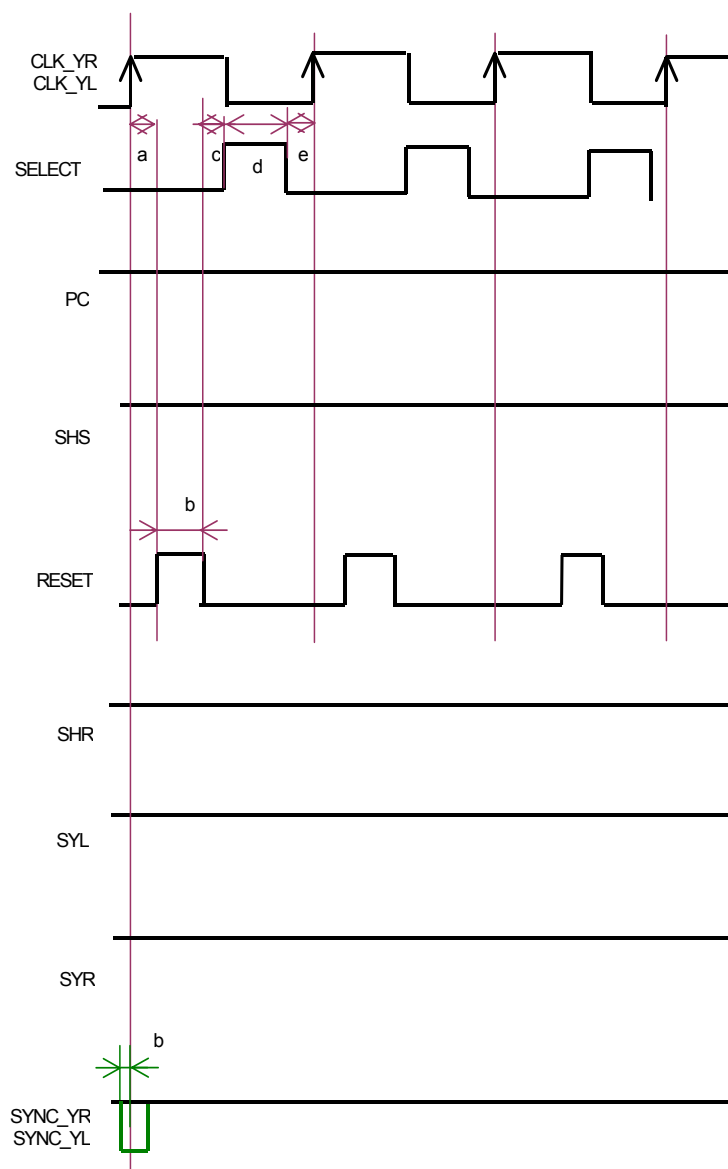 CLK_YR
CLK_YL
a
c
d
e
SELECT
PC
SHS
b
RESET
SHR
SYL
SYR
b
SYNC_YR
SYNC_YL